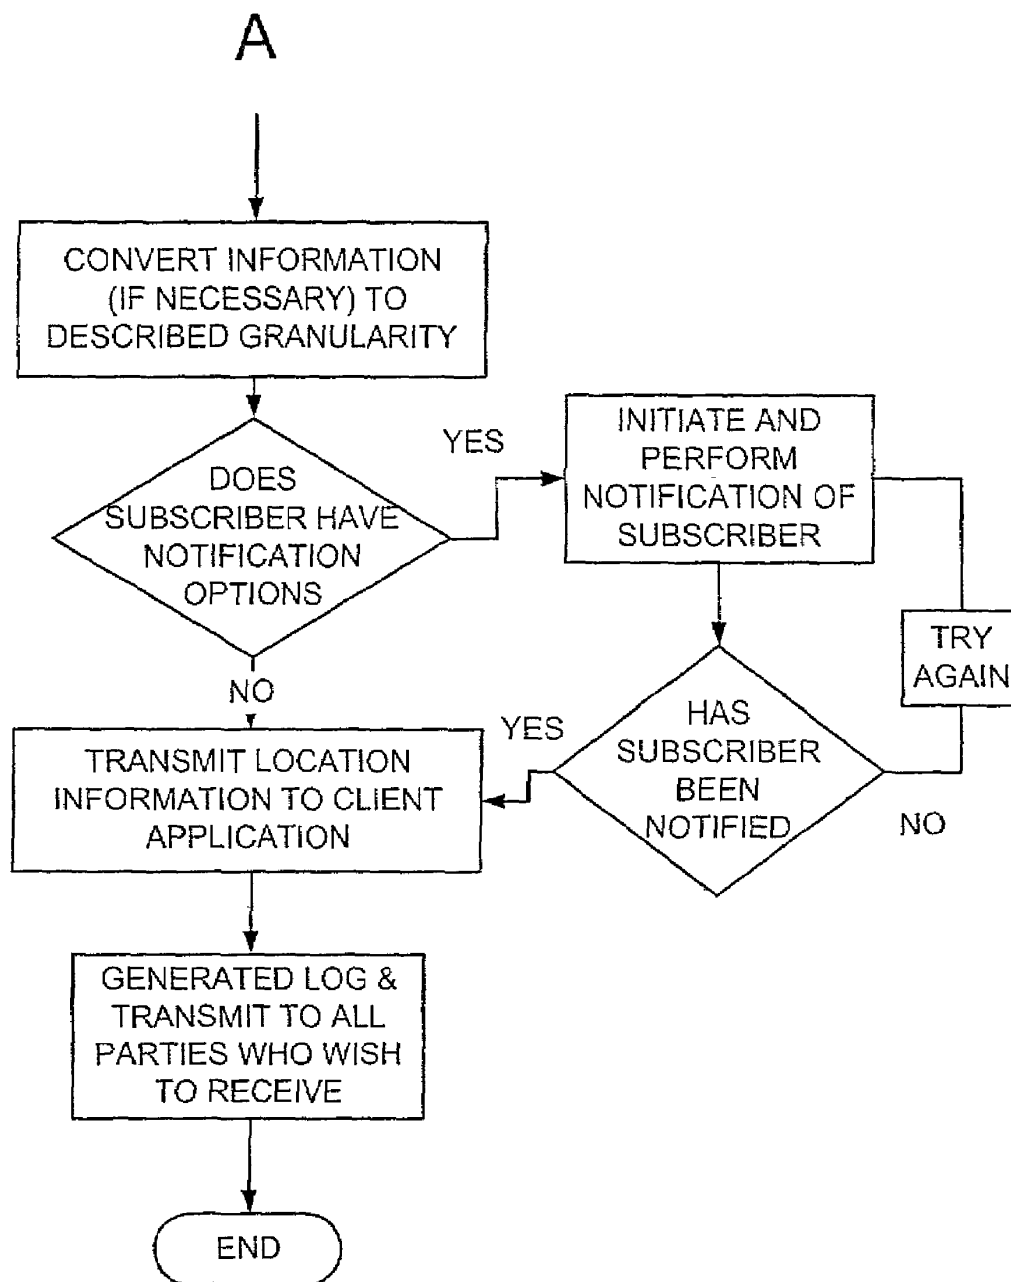 A
CONVERT INFORMATION
(IF NECESSARY) TO
DESCRIBED GRANULARITY
DOES
SUBSCRIBER HAVE
NOTIFICATION
OPTIONS
YES
INITIATE AND
PERFORM
NOTIFICATION OF
SUBSCRIBER
TRY
AGAIN
HAS
SUBSCRIBER
BEEN
NOTIFIED
NO
YES
NO
TRANSMIT LOCATION
INFORMATION TO CLIENT
APPLICATION
GENERATED LOG &
TRANSMIT TO ALL
PARTIES WHO WISH
TO RECEIVE
END